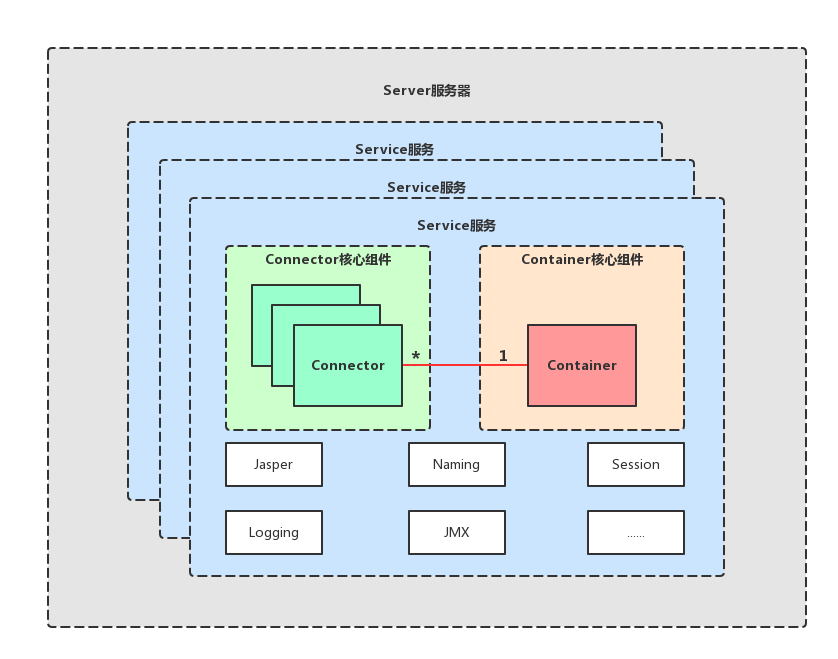 Server服务器
Service服务
Service服务
Service服务
Connector核心组件
Container核心组件
Connector
*
1
Container
Jasper
Naming
Session
Logging
JMX
......